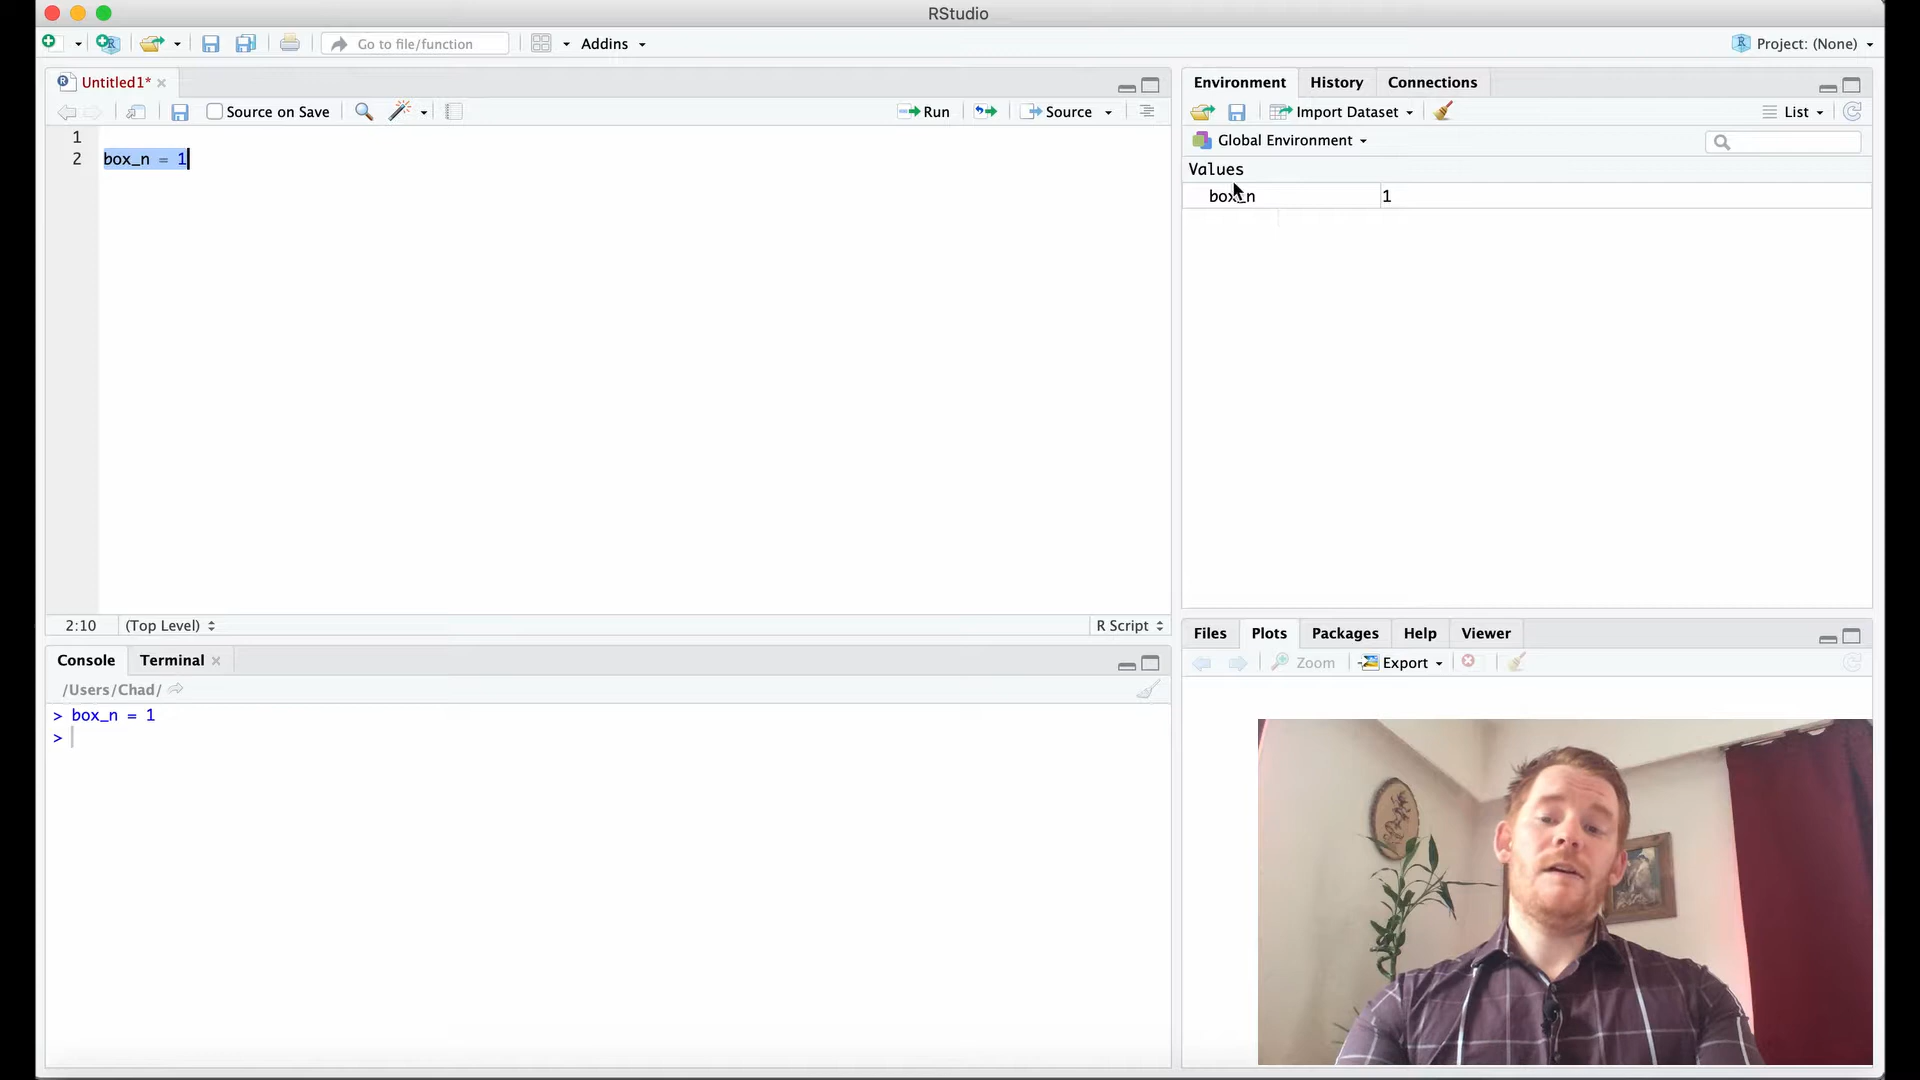 RStudio
Go to file/function
Addins
Project: (None)
Untitled1*
Source on Save
Run
Source
1
2 box_n = 1
2:10 (Top Level)
R Script
Console Terminal
/Users/Chad/
> box_n = 1
>
Environment History Connections
Import Dataset
List
Global Environment
Values
box_n 1
Files Plots Packages Help Viewer
Zoom Export